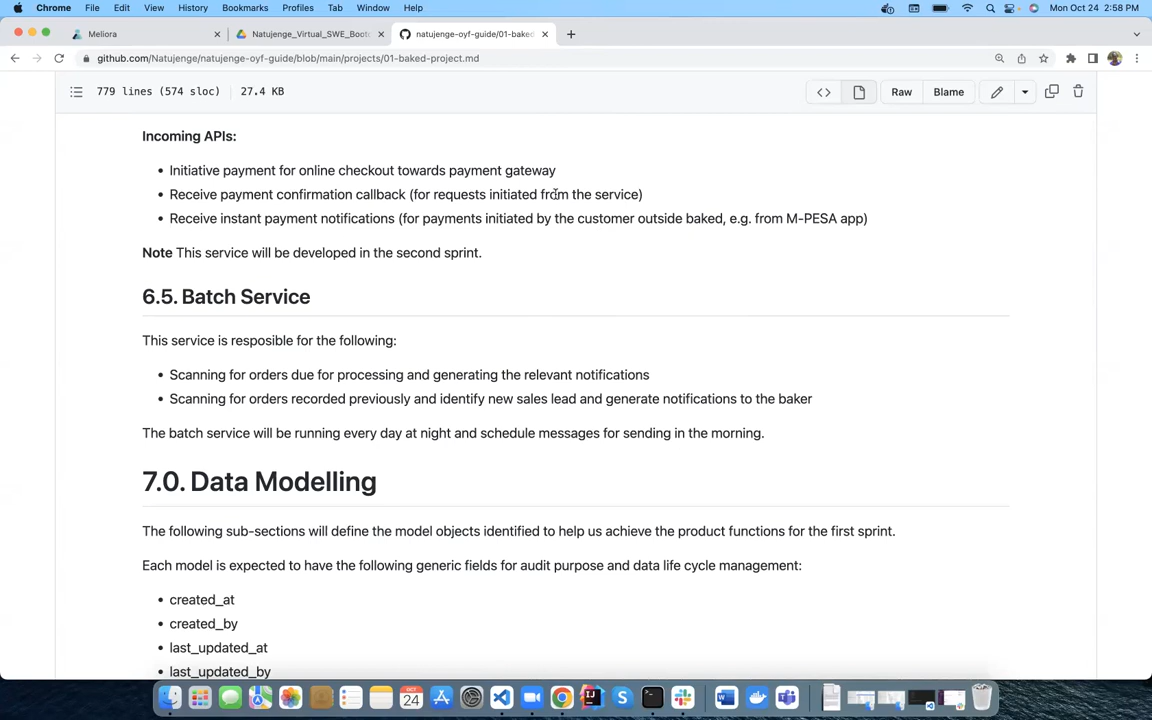 Chrome File Edit View History Bookmarks Profiles Tab Window Help Mon Oct 24 2:58 PM
Meliora Natujenge_Virtual_SWE_Bootc natujenge-oyf-guide/01-baked
github.com/Natujenge/natujenge-oyf-guide/blob/main/projects/01-baked-project.md
779 lines (574 sloc) 27.4 KB Raw Blame
Incoming APIs:
• Initiative payment for online checkout towards payment gateway
• Receive payment confirmation callback (for requests initiated from the service)
• Receive instant payment notifications (for payments initiated by the customer outside baked, e.g. from M-PESA app)
Note This service will be developed in the second sprint.
6.5. Batch Service
This service is resposible for the following:
• Scanning for orders due for processing and generating the relevant notifications
• Scanning for orders recorded previously and identify new sales lead and generate notifications to the baker
The batch service will be running every day at night and schedule messages for sending in the morning.
7.0. Data Modelling
The following sub-sections will define the model objects identified to help us achieve the product functions for the first sprint.
Each model is expected to have the following generic fields for audit purpose and data life cycle management:
• created_at
• created_by
• last_updated_at
• last_updated_by
OCT
24